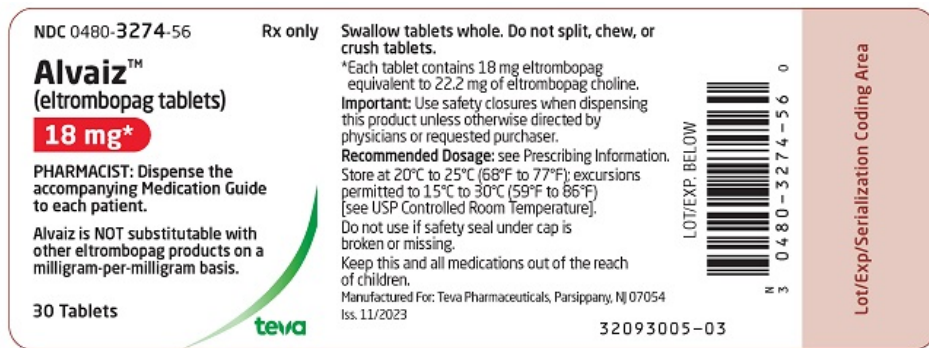 NDC 0480-3274-56 Rx only
Alvaiz™
(eltrombopag tablets)
18 mg*
PHARMACIST: Dispense the
accompanying Medication Guide
to each patient.
Alvaiz is NOT substitutable with
other eltrombopag products on a
milligram-per-milligram basis.
30 Tablets
teva
Swallow tablets whole. Do not split, chew, or
crush tablets.
*Each tablet contains 18 mg eltrombopag
equivalent to 22.2 mg of eltrombopag choline.
Important: Use safety closures when dispensing
this product unless otherwise directed by
physicians or requested purchaser.
Recommended Dosage: see Prescribing Information.
Store at 20°C to 25°C (68°F to 77°F); excursions
permitted to 15°C to 30°C (59°F to 86°F)
[see USP Controlled Room Temperature].
Do not use if safety seal under cap is
broken or missing.
Keep this and all medications out of the reach
of children.
Manufactured For: Teva Pharmaceuticals, Parsippany, NJ 07054
Iss. 11/2023
32093005-03
LOT/EXP. BELOW
N
3 0480-3274-56 0
Lot/Exp/Serialization Coding Area